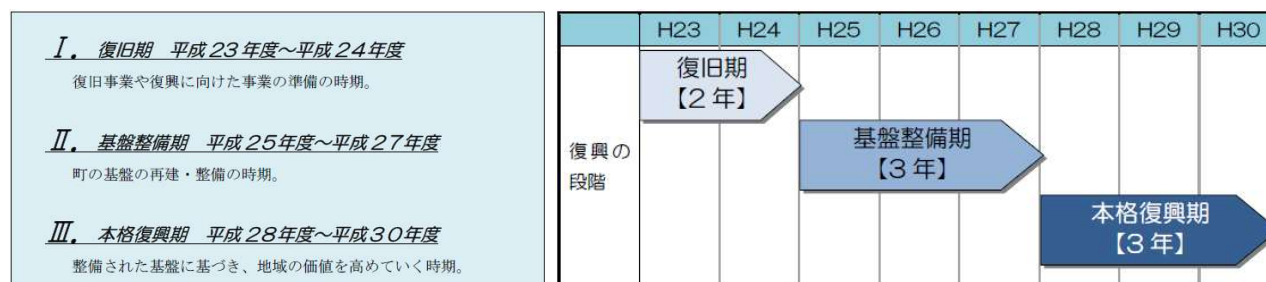 Ⅰ．復旧期　平成23年度～平成24年度
復旧事業や復興に向けた事業の準備の時期。
Ⅱ．基盤整備期　平成25年度～平成27年度
町の基盤の再建・整備の時期。
Ⅲ．本格復興期　平成28年度～平成30年度
整備された基盤に基づき、地域の価値を高めていく時期。
H23 H24 H25 H26 H27 H28 H29 H30
復興の
段階
復旧期
【2年】
基盤整備期
【3年】
本格復興期
【3年】